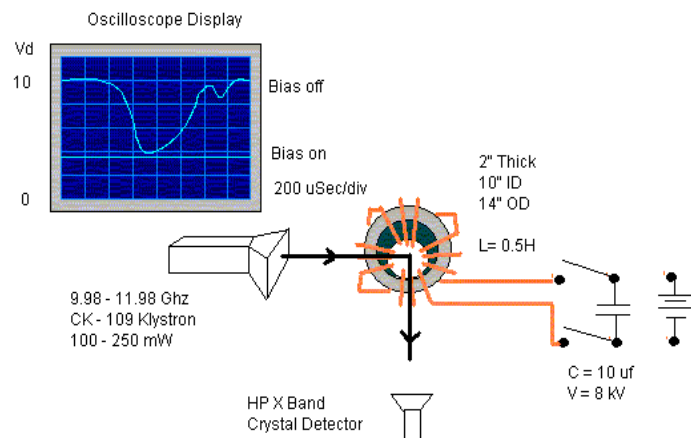 Oscilloscope Display
Vd
10
Bias off
Bias on
200 uSec/div
0
2" Thick
10" ID
14" OD
L= 0.5H
9.98 - 11.98 Ghz
CK - 109 Klystron
100 - 250 mW
C = 10 uf
V = 8 kV
HP X Band
Crystal Detector